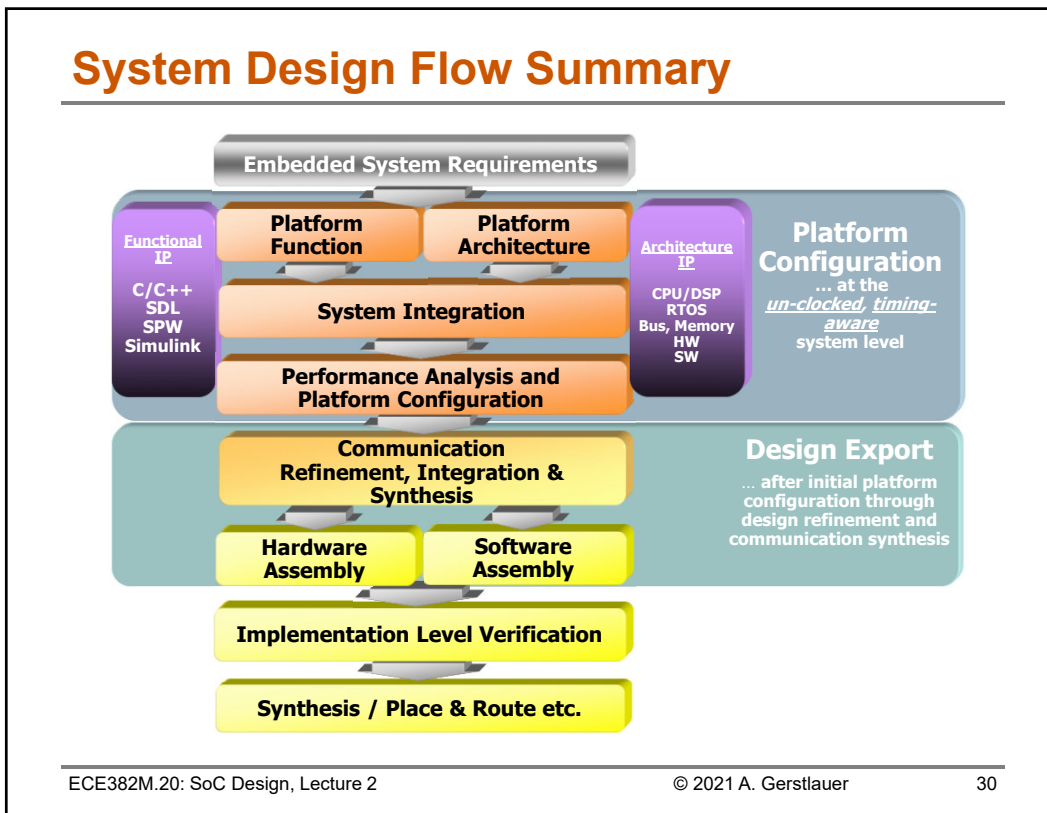 System Design Flow Summary
Embedded System Requirements
Functional
IP
C/C++
SDL
SPW
Simulink
Platform
Function
Platform
Architecture
System Integration
Performance Analysis and
Platform Configuration
Architecture
IP
CPU/DSP
RTOS
Bus, Memory
HW
SW
Platform
Configuration
... at the
un-clocked, timing-
aware
system level
Communication
Refinement, Integration &
Synthesis
Hardware
Assembly
Software
Assembly
Design Export
... after initial platform
configuration through
design refinement and
communication synthesis
Implementation Level Verification
Synthesis / Place & Route etc.
ECE382M.20: SoC Design, Lecture 2
© 2021 A. Gerstlauer
30